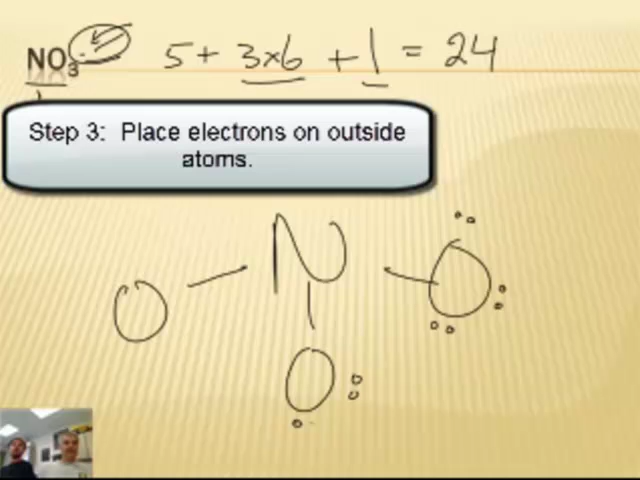 NO3- 5 + 3x6 + 1 = 24
Step 3: Place electrons on outside
atoms.
N
O O
O